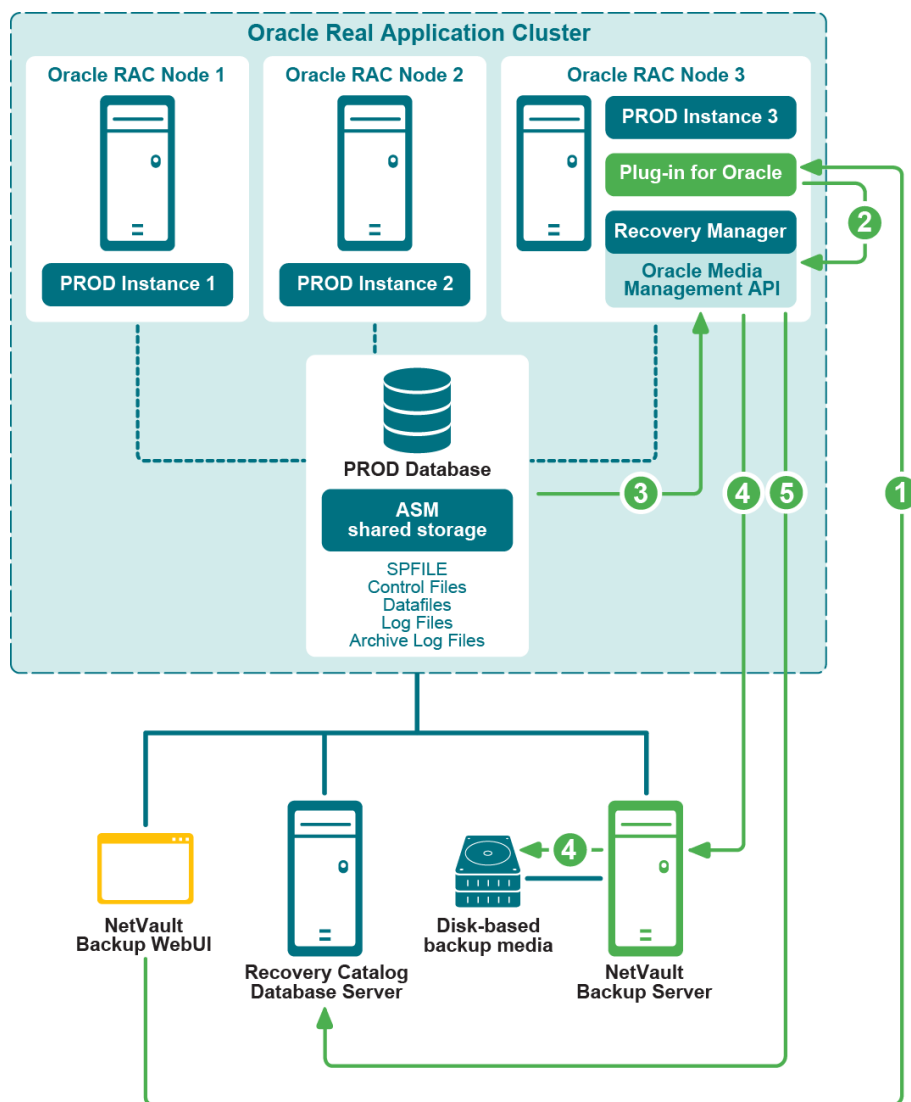 Oracle Real Application Cluster
Oracle RAC Node 1
Oracle RAC Node 2
Oracle RAC Node 3
PROD Instance 3
Plug-in for Oracle
2
Recovery Manager
Oracle Media
Management API
PROD Instance 1
PROD Instance 2
PROD Database
3
4
5
1
ASM
shared storage
SPFILE
Control Files
Datafiles
Log Files
Archive Log Files
4
NetVault
Backup WebUI
Recovery Catalog
Database Server
Disk-based
backup media
NetVault
Backup Server